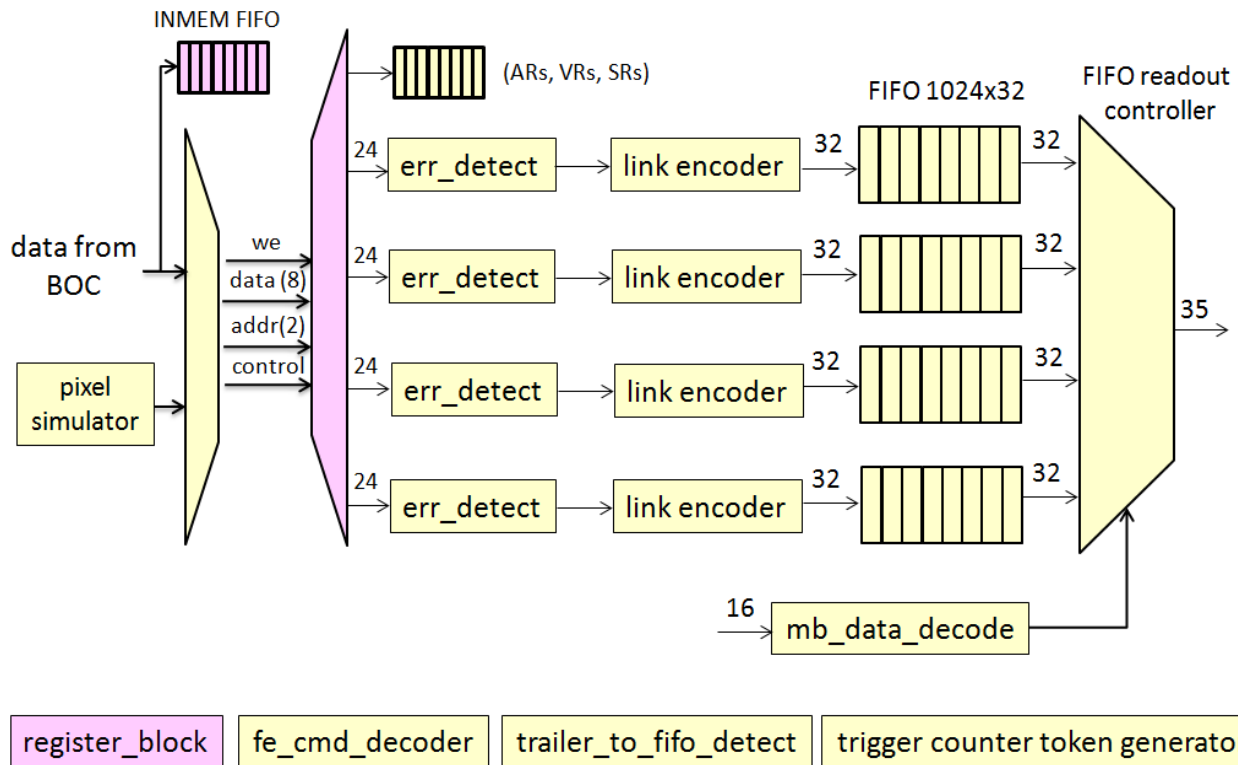 INMEM FIFO
(ARs, VRs, SRs)
FIFO 1024x32
FIFO readout
controller
24
err_detect
link encoder
32
32
data from
BOC
we
data (8)
addr(2)
control
24
err_detect
link encoder
32
32
35
pixel
simulator
24
err_detect
link encoder
32
32
24
err_detect
link encoder
32
32
16
mb_data_decode
register_block
fe_cmd_decoder
trailer_to_fifo_detect
trigger counter token generato